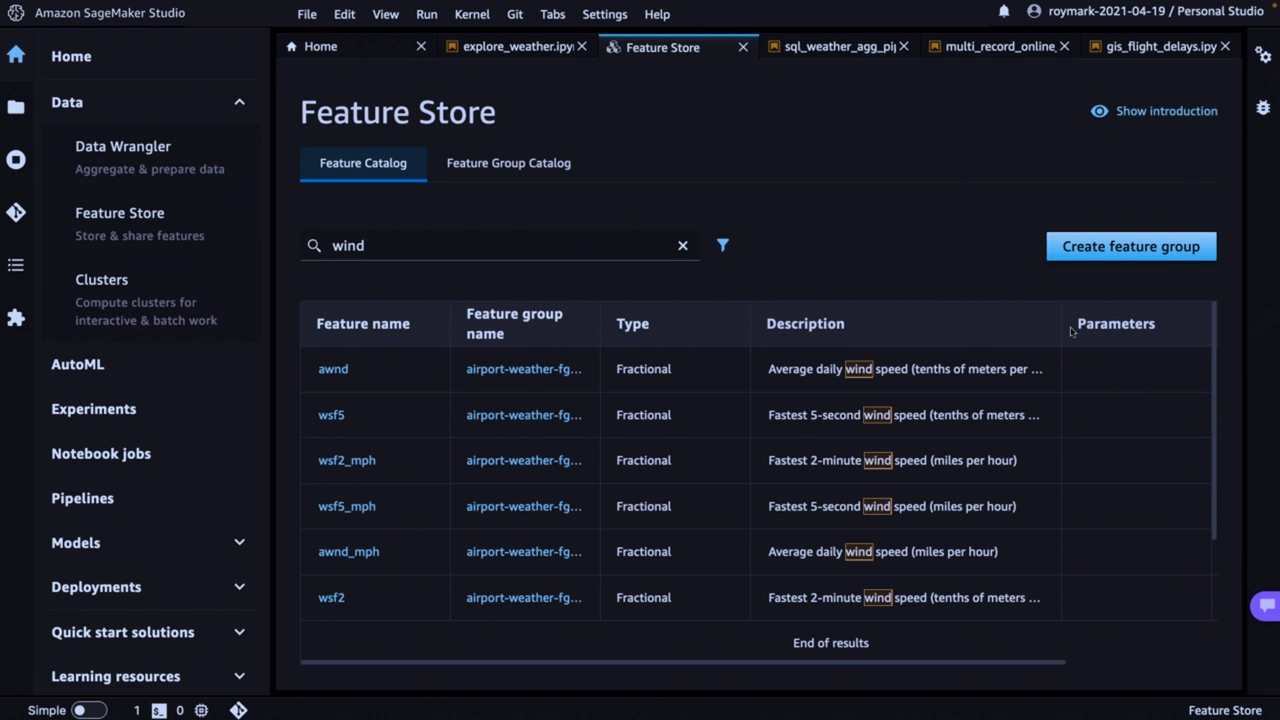 Amazon SageMaker Studio
File Edit View Run Kernel Git Tabs Settings Help
roymark-2021-04-19 / Personal Studio
Home
explore_weather.ipy
Feature Store
sql_weather_agg_pi
multi_record_online_
gis_flight_delays.ipy
Home
Data
Data Wrangler
Aggregate & prepare data
Feature Store
Store & share features
Clusters
Compute clusters for
interactive & batch work
AutoML
Experiments
Notebook jobs
Pipelines
Models
Deployments
Quick start solutions
Learning resources
Feature Store
Show introduction
Feature Catalog Feature Group Catalog
wind
Create feature group
Feature name Feature group name Type Description Parameters
awnd airport-weather-fg... Fractional Average daily wind speed (tenths of meters per ...
wsf5 airport-weather-fg... Fractional Fastest 5-second wind speed (tenths of meters ...
wsf2_mph airport-weather-fg... Fractional Fastest 2-minute wind speed (miles per hour)
wsf5_mph airport-weather-fg... Fractional Fastest 5-second wind speed (miles per hour)
awnd_mph airport-weather-fg... Fractional Average daily wind speed (miles per hour)
wsf2 airport-weather-fg... Fractional Fastest 2-minute wind speed (tenths of meters ...
End of results
Simple 1 $_ 0 Feature Store